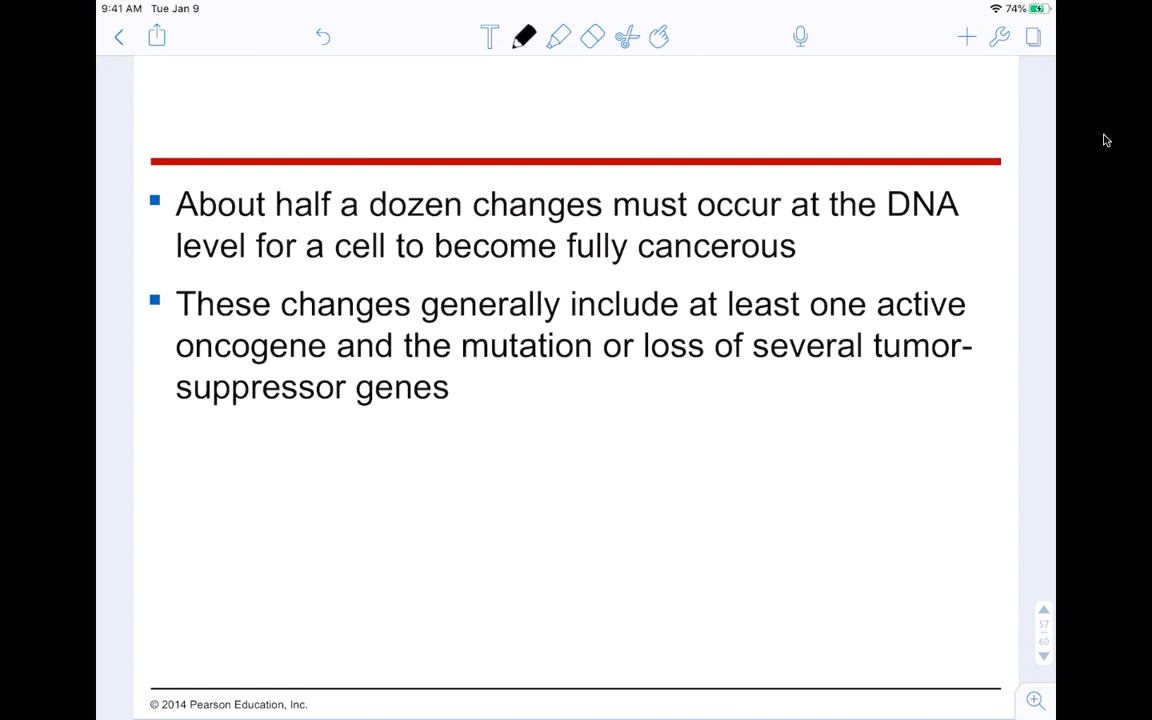 9:41 AM Tue Jan 9
74%
About half a dozen changes must occur at the DNA
level for a cell to become fully cancerous
These changes generally include at least one active
oncogene and the mutation or loss of several tumor-
suppressor genes
57
60
© 2014 Pearson Education, Inc.